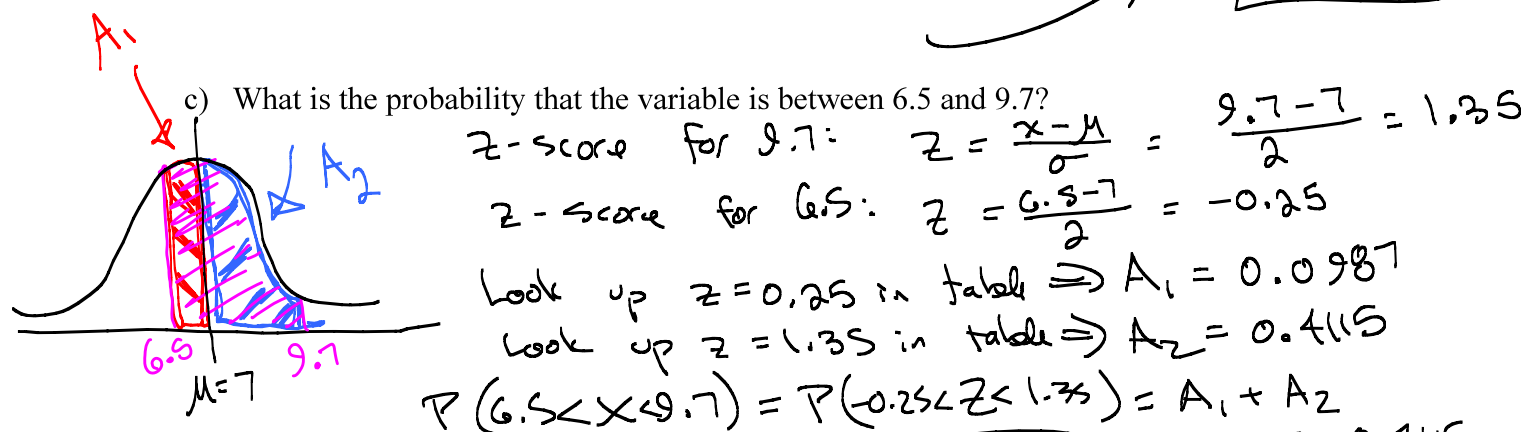 A₁
c) What is the probability that the variable is between 6.5 and 9.7?
A₂
z-score for 9.7: z = (x-μ)/σ = (9.7-7)/2 = 1.35
z-score for 6.5: z = (6.5-7)/2 = -0.25
Look up z=0.25 in table ⇒ A₁ = 0.0987
Look up z=1.35 in table ⇒ A₂ = 0.4115
6.5 9.7
μ=7
P(6.5<X<9.7) = P(-0.25<Z<1.35) = A₁ + A₂